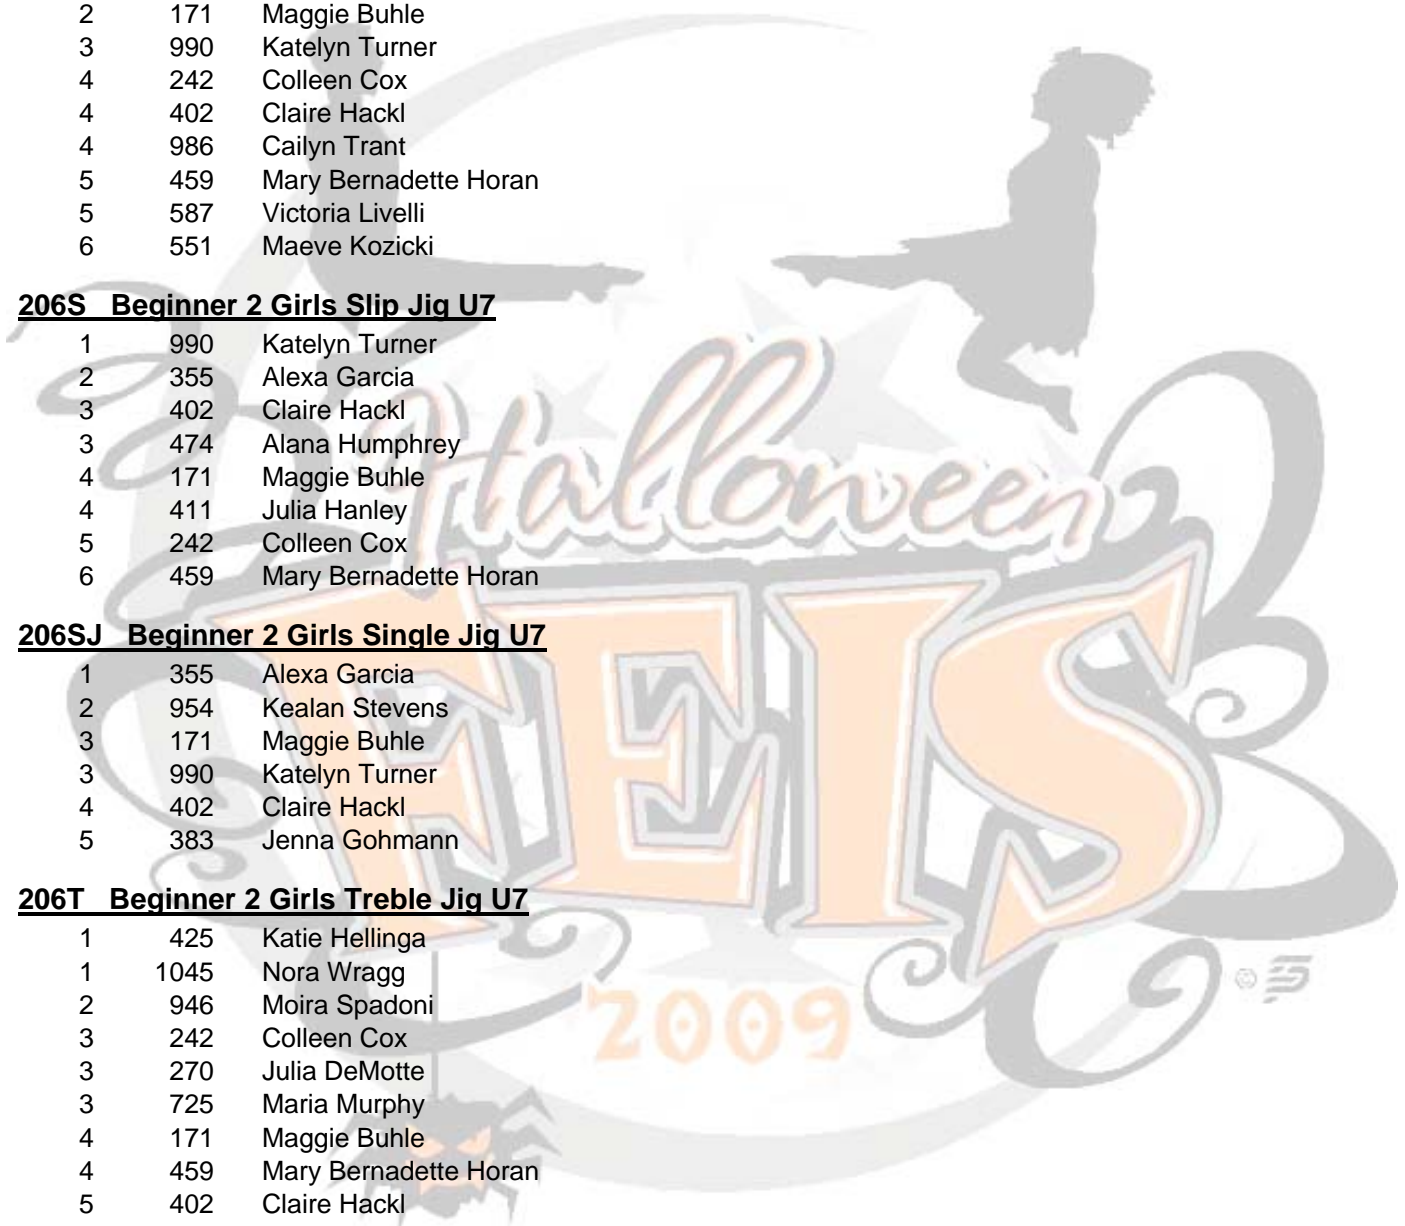 2 171 Maggie Buhle
3 990 Katelyn Turner
4 242 Colleen Cox
4 402 Claire Hackl
4 986 Cailyn Trant
5 459 Mary Bernadette Horan
5 587 Victoria Livelli
6 551 Maeve Kozicki
206S Beginner 2 Girls Slip Jig U7
1 990 Katelyn Turner
2 355 Alexa Garcia
3 402 Claire Hackl
3 474 Alana Humphrey
4 171 Maggie Buhle
4 411 Julia Hanley
5 242 Colleen Cox
6 459 Mary Bernadette Horan
206SJ Beginner 2 Girls Single Jig U7
1 355 Alexa Garcia
2 954 Kealan Stevens
3 171 Maggie Buhle
3 990 Katelyn Turner
4 402 Claire Hackl
5 383 Jenna Gohmann
206T Beginner 2 Girls Treble Jig U7
1 425 Katie Hellinga
1 1045 Nora Wragg
2 946 Moira Spadoni
3 242 Colleen Cox
3 270 Julia DeMotte
3 725 Maria Murphy
4 171 Maggie Buhle
4 459 Mary Bernadette Horan
5 402 Claire Hackl
Halloween
FEIS
2009
©